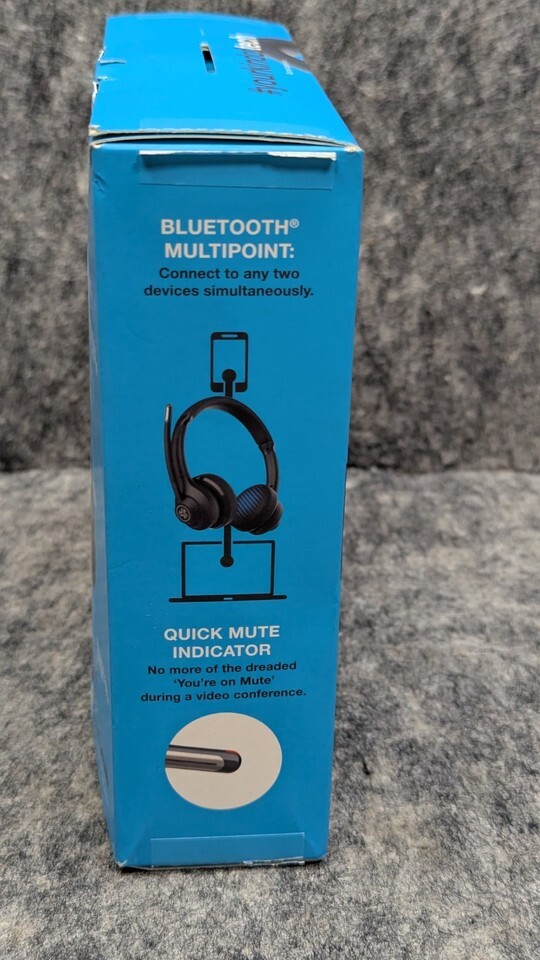 #yourkindoftech
BLUETOOTH®
MULTIPOINT:
Connect to any two
devices simultaneously.
QUICK MUTE
INDICATOR
No more of the dreaded
‘You’re on Mute’
during a video conference.